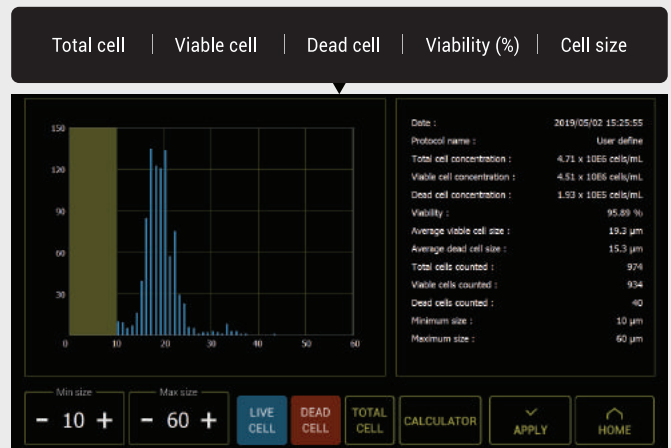 Total cell | Viable cell | Dead cell | Viability (%) | Cell size
150
120
90
60
30
0 10 20 30 40 50 60
Date : 2019/05/02 15:25:55
Protocol name : User define
Total cell concentration : 4.71 x 10E6 cells/mL
Viable cell concentration : 4.51 x 10E6 cells/mL
Dead cell concentration : 1.93 x 10E5 cells/mL
Viability : 95.89 %
Average viable cell size : 19.3 μm
Average dead cell size : 15.3 μm
Total cells counted : 974
Viable cells counted : 934
Dead cells counted : 40
Minimum size : 10 μm
Maximum size : 60 μm
Min size
- 10 +
Max size
- 60 +
LIVE
CELL
DEAD
CELL
TOTAL
CELL
CALCULATOR
APPLY
HOME